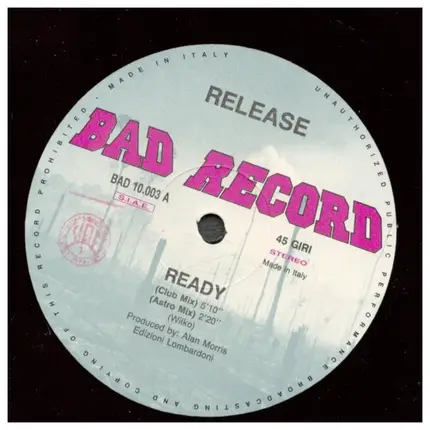 UNAUTHORIZED PUBLIC PERFORMANCE BROADCASTING AND COPYING OF THIS RECORD PROHIBITED - MADE IN ITALY
RELEASE
BAD RECORD
BAD 10.003 A
S.I.A.E.
45 GIRI
STEREO
Made in Italy
READY
(Club Mix) 5'10"
(Astro Mix) 2'20"
(Wilko)
Produced by: Alan Morris
Edizioni Lombardoni